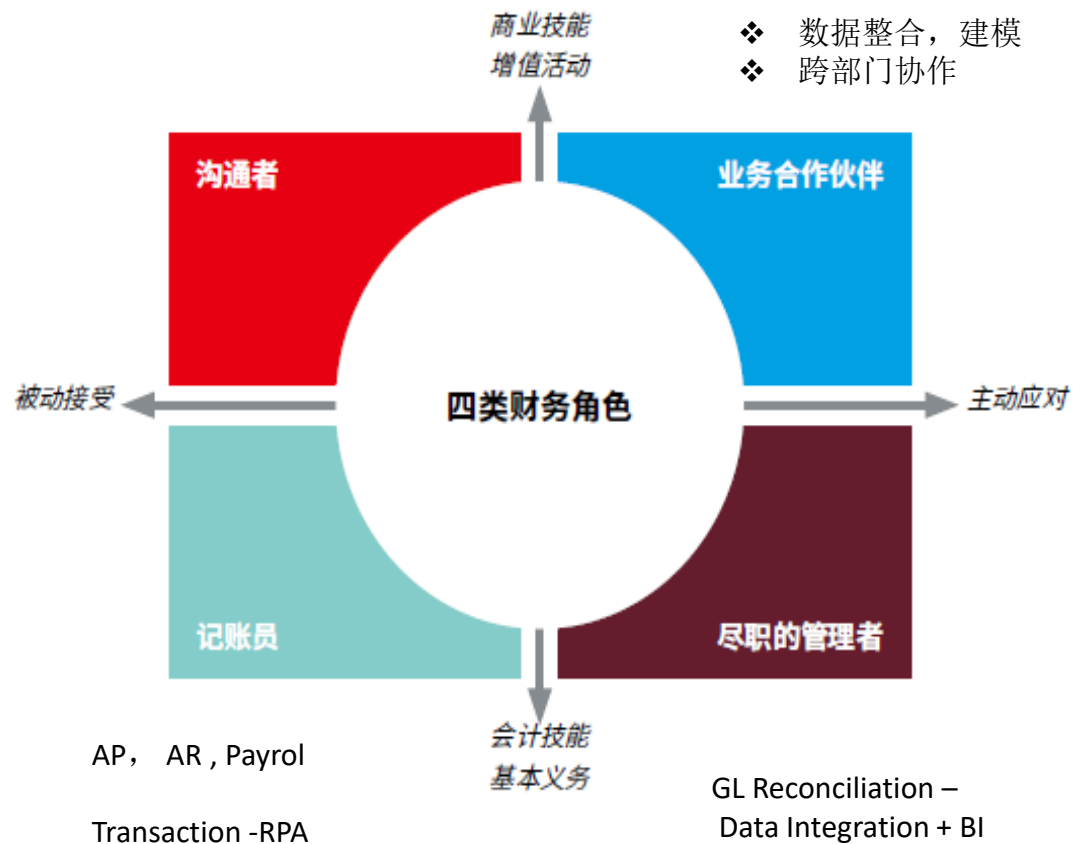 商业技能
增值活动
❖ 数据整合，建模
❖ 跨部门协作
沟通者
业务合作伙伴
被动接受
四类财务角色
主动应对
记账员
尽职的管理者
会计技能
基本义务
AP， AR , Payrol
Transaction -RPA
GL Reconciliation –
Data Integration + BI